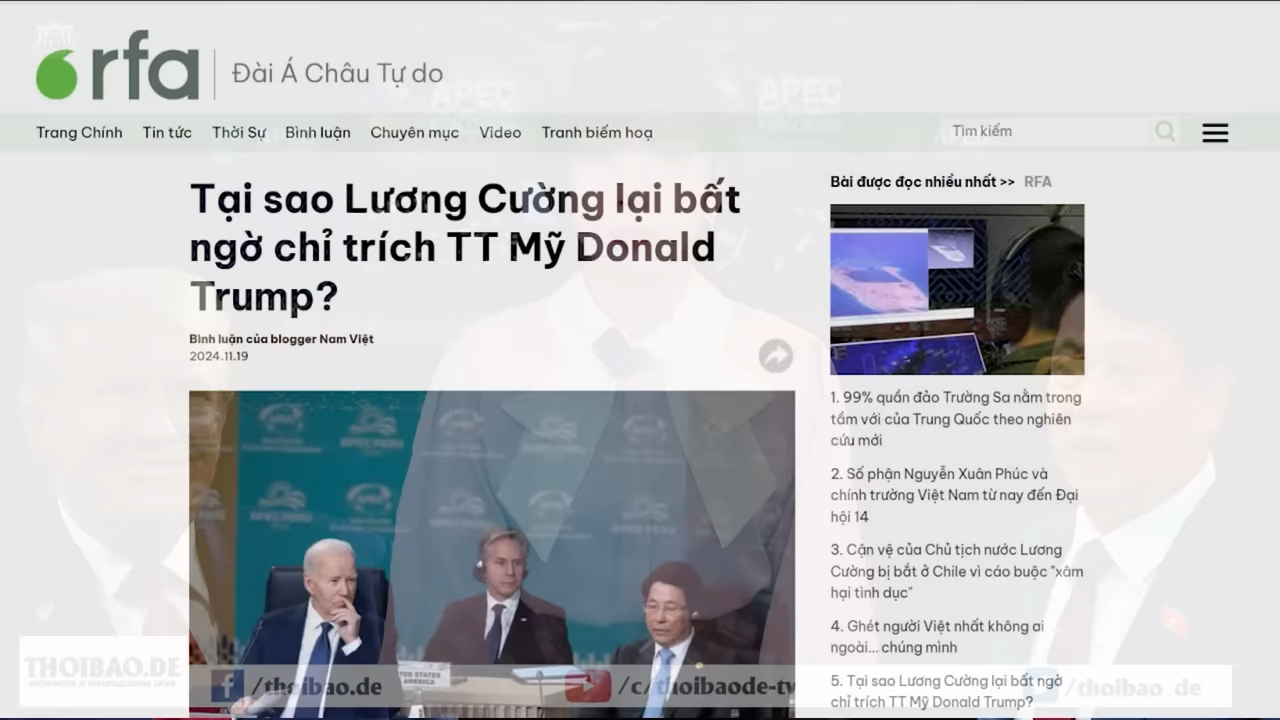 rfa
Đài Á Châu Tự do
Trang Chính Tin tức Thời Sự Bình luận Chuyên mục Video Tranh biếm hoạ
Tìm kiếm
Tại sao Lương Cường lại bất
ngờ chỉ trích TT Mỹ Donald
Trump?
Bình luận của blogger Nam Việt
2024.11.19
Bài được đọc nhiều nhất >> RFA
1. 99% quần đảo Trường Sa nằm trong
tầm với của Trung Quốc theo nghiên
cứu mới
2. Số phận Nguyễn Xuân Phúc và
chính trường Việt Nam từ nay đến Đại
hội 14
3. Cận vệ của Chủ tịch nước Lương
Cường bị bắt ở Chile vì cáo buộc "xâm
hại tình dục"
4. Ghét người Việt nhất không ai
ngoài... chúng mình
5. Tại sao Lương Cường lại bất ngờ
chỉ trích TT Mỹ Donald Trump?
APEC
APEC
UNITED STATES
AMERICA
THOIBAO.DE
/thoibao.de
/c/thoibaode-tv
/thoibao de